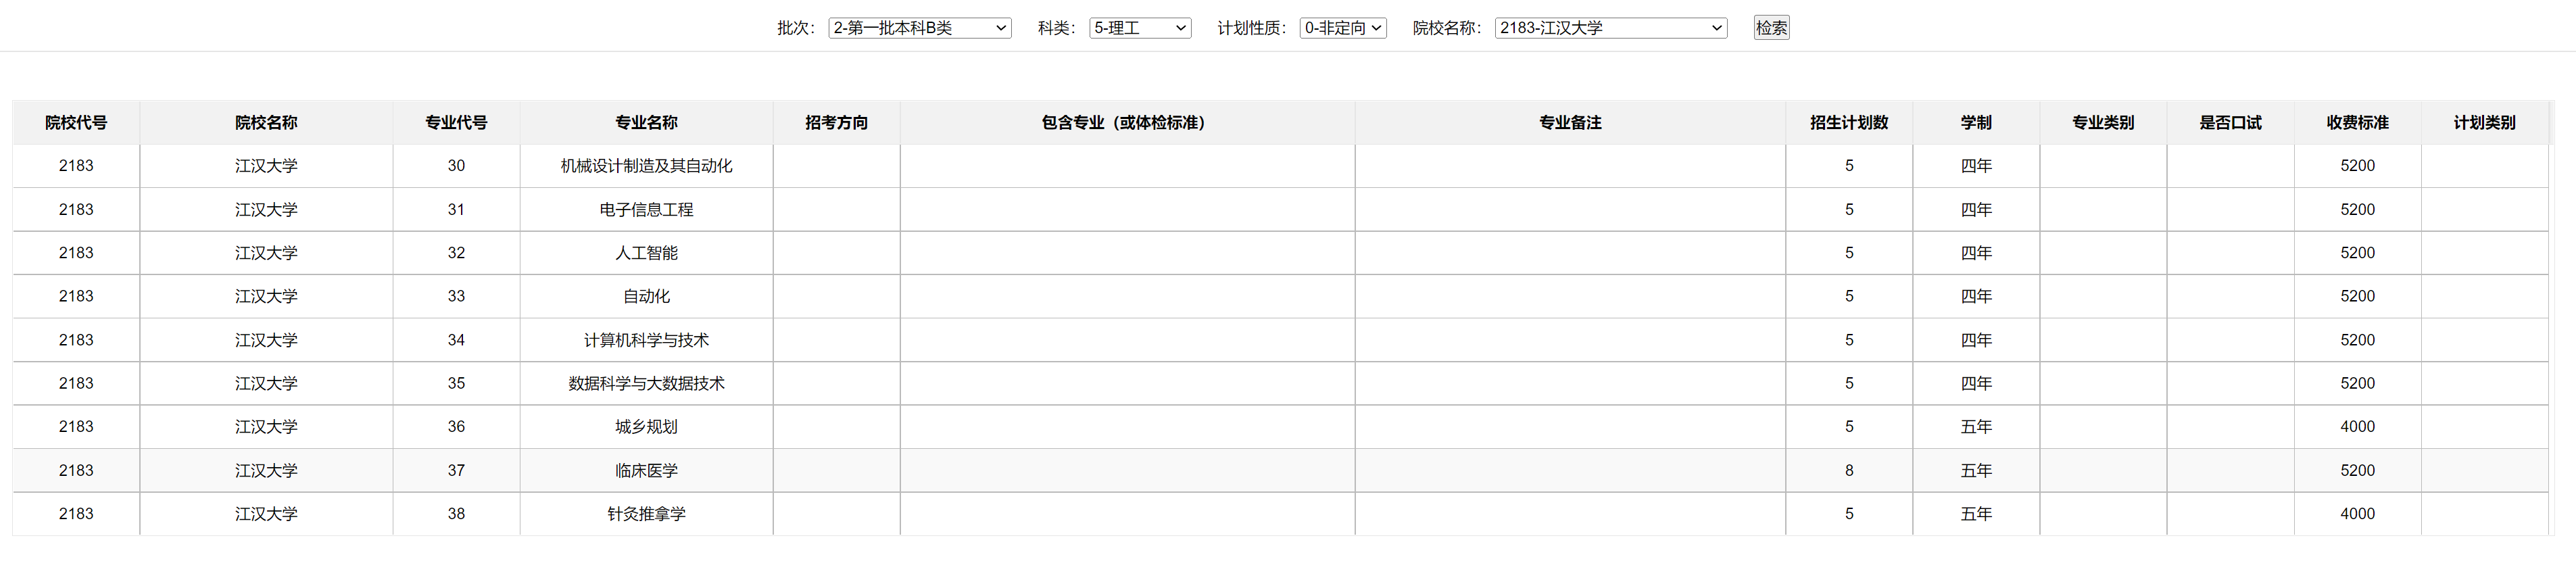 批次： 2-第一批本科B类 科类： 5-理工 计划性质： 0-非定向 院校名称： 2183-江汉大学 检索
院校代号 院校名称 专业代号 专业名称 招考方向 包含专业（或体检标准） 专业备注 招生计划数 学制 专业类别 是否口试 收费标准 计划类别
2183 江汉大学 30 机械设计制造及其自动化 5 四年 5200
2183 江汉大学 31 电子信息工程 5 四年 5200
2183 江汉大学 32 人工智能 5 四年 5200
2183 江汉大学 33 自动化 5 四年 5200
2183 江汉大学 34 计算机科学与技术 5 四年 5200
2183 江汉大学 35 数据科学与大数据技术 5 四年 5200
2183 江汉大学 36 城乡规划 5 五年 4000
2183 江汉大学 37 临床医学 8 五年 5200
2183 江汉大学 38 针灸推拿学 5 五年 4000